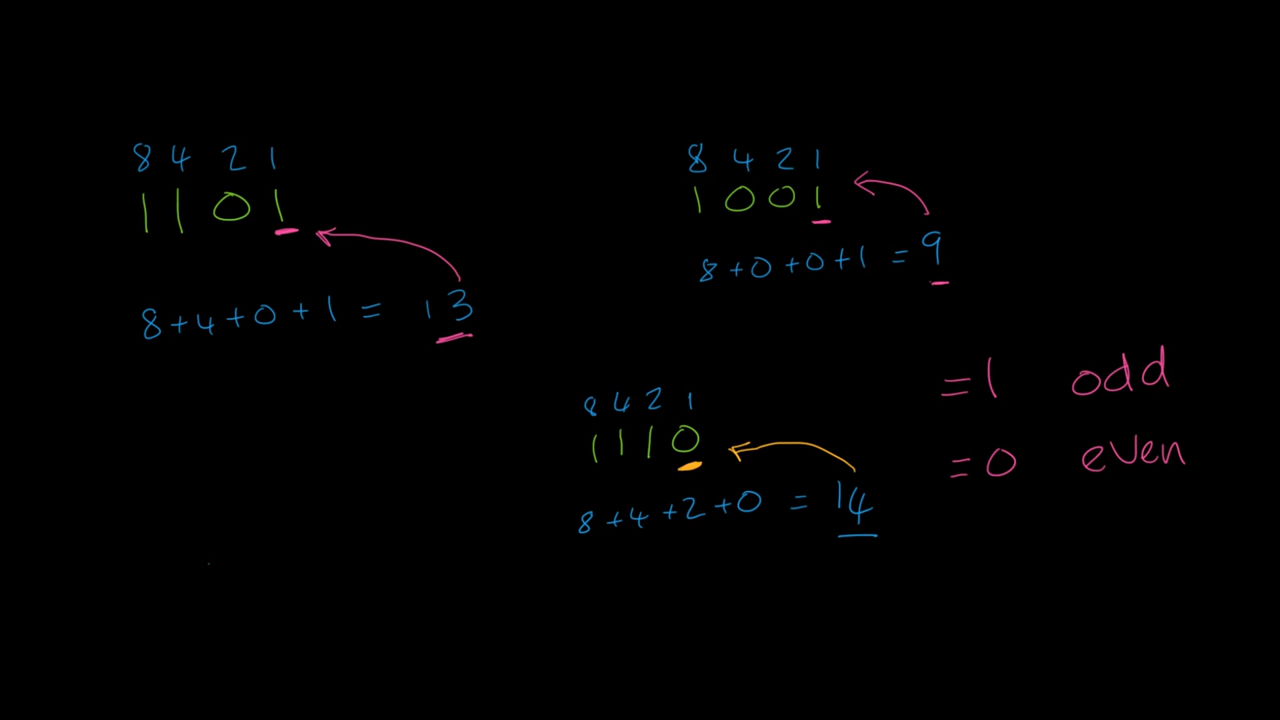 8 4 2 1
1 1 0 1
8+4+0+1 = 13
8 4 2 1
1 0 0 1
8+0+0+1 = 9
8 4 2 1
1 1 1 0
8+4+2+0 = 14
=1 odd
=0 even